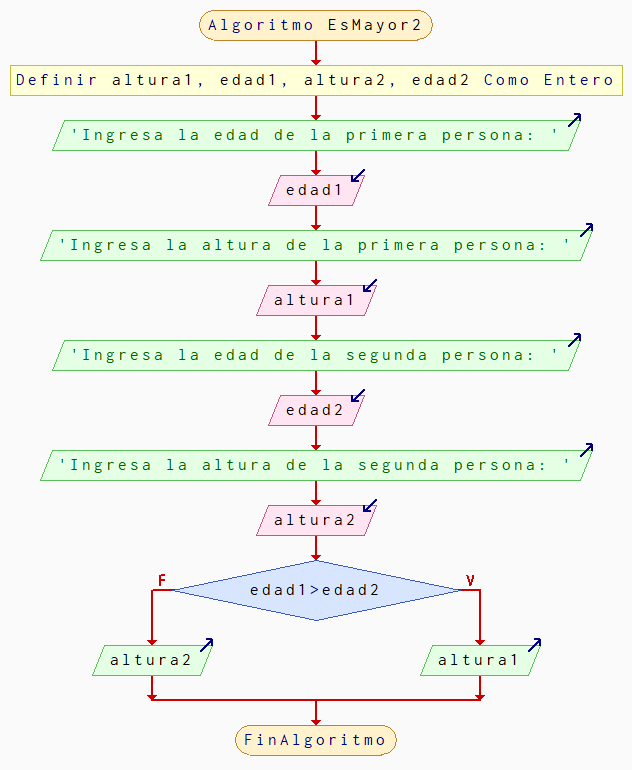 Algoritmo EsMayor2
Definir altura1, edad1, altura2, edad2 Como Entero
'Ingresa la edad de la primera persona: '
edad1
'Ingresa la altura de la primera persona: '
altura1
'Ingresa la edad de la segunda persona: '
edad2
'Ingresa la altura de la segunda persona: '
altura2
F
V
edad1>edad2
altura2
altura1
FinAlgoritmo